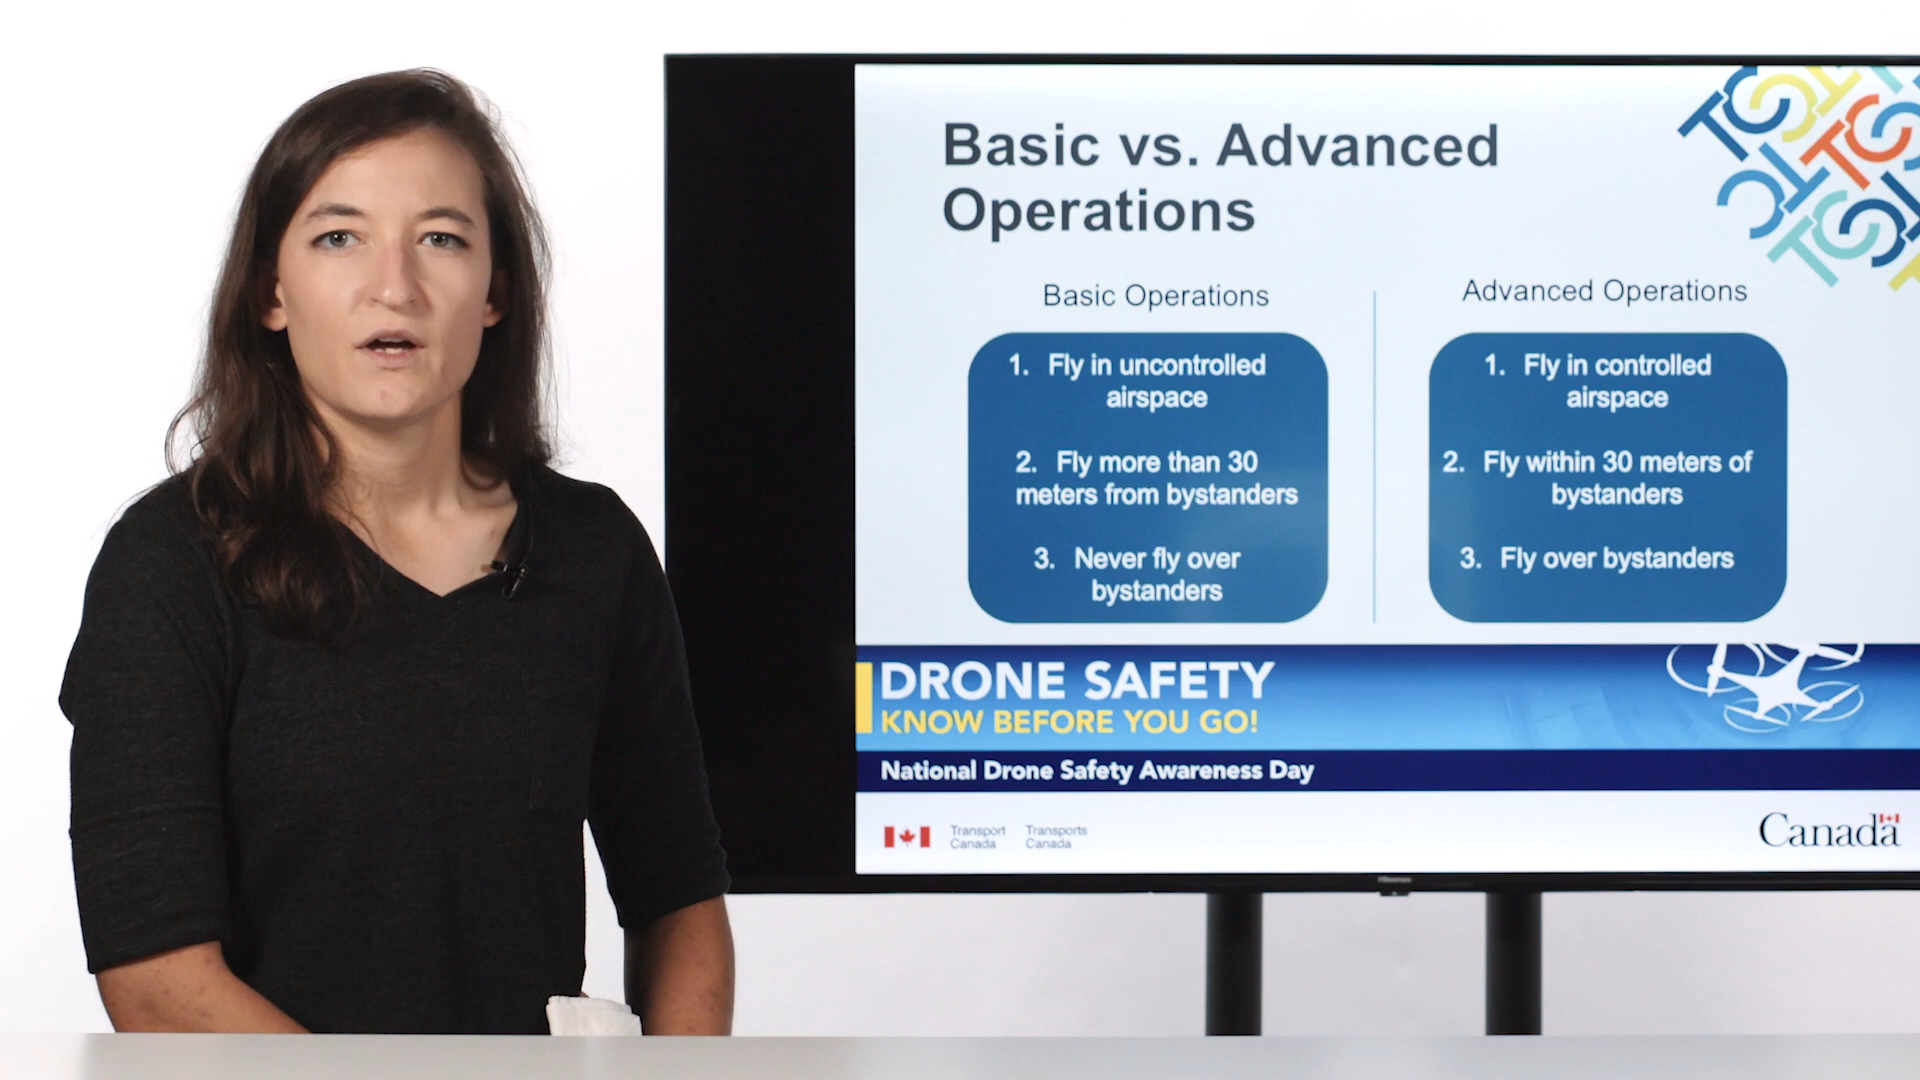 Basic vs. Advanced
Operations
Basic Operations
1. Fly in uncontrolled
airspace
2. Fly more than 30
meters from bystanders
3. Never fly over
bystanders
Advanced Operations
1. Fly in controlled
airspace
2. Fly within 30 meters of
bystanders
3. Fly over bystanders
DRONE SAFETY
KNOW BEFORE YOU GO!
National Drone Safety Awareness Day
Transport
Canada
Transports
Canada
Canada
Hisense